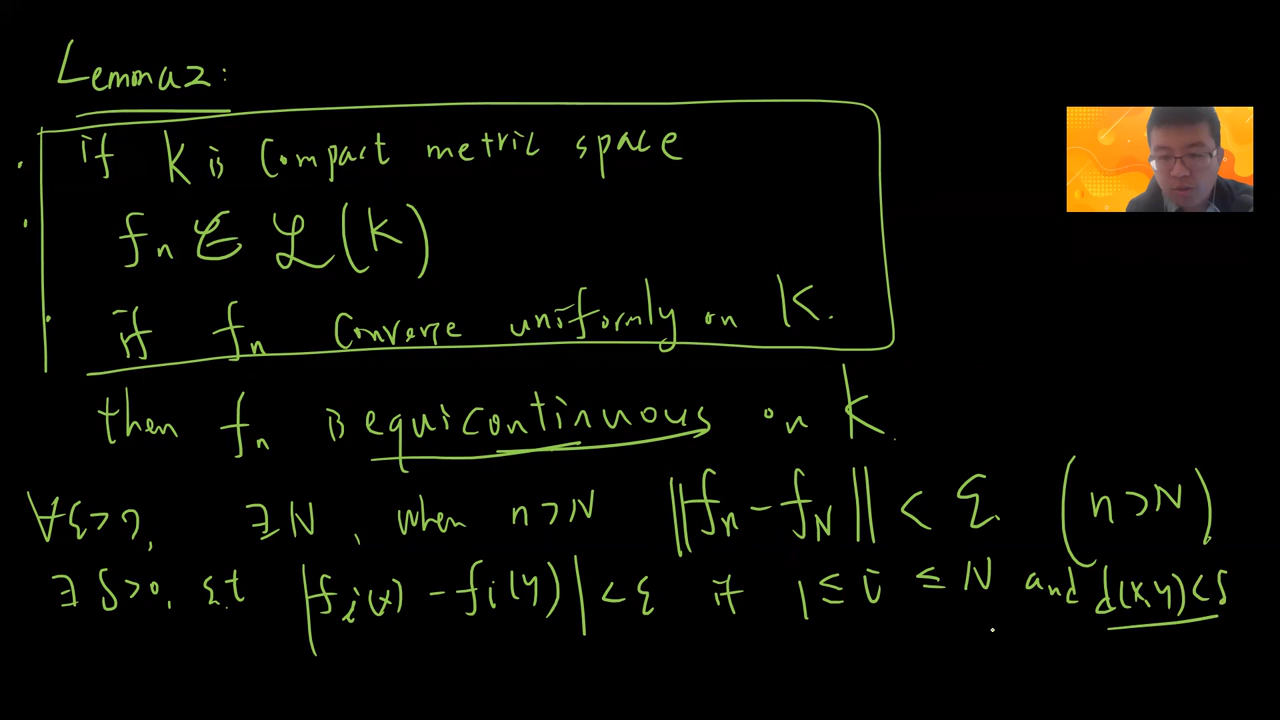 Lemma 2:
if K is compact metric space
fn ∈ ℒ(K)
if fn converse uniformly on K.
then fn is equicontinuous on K.
∀ε>0, ∃N, when n>N ||fn - fN|| < ε. (n>N)
∃ δ>0, s.t |fi(x) - fi(y)| < ε if 1 ≤ i ≤ N and d(x,y)<δ